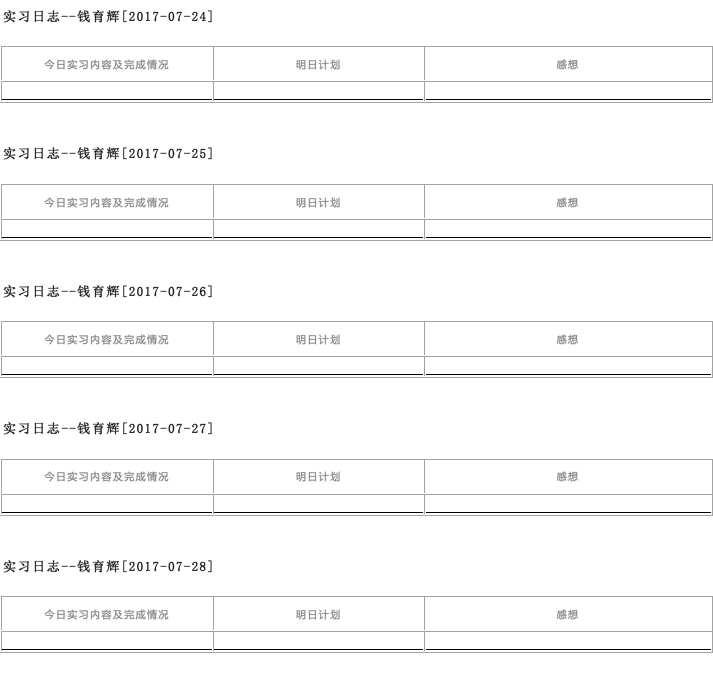 实习日志--钱育辉[2017-07-24]
今日实习内容及完成情况 明日计划 感想
实习日志--钱育辉[2017-07-25]
今日实习内容及完成情况 明日计划 感想
实习日志--钱育辉[2017-07-26]
今日实习内容及完成情况 明日计划 感想
实习日志--钱育辉[2017-07-27]
今日实习内容及完成情况 明日计划 感想
实习日志--钱育辉[2017-07-28]
今日实习内容及完成情况 明日计划 感想